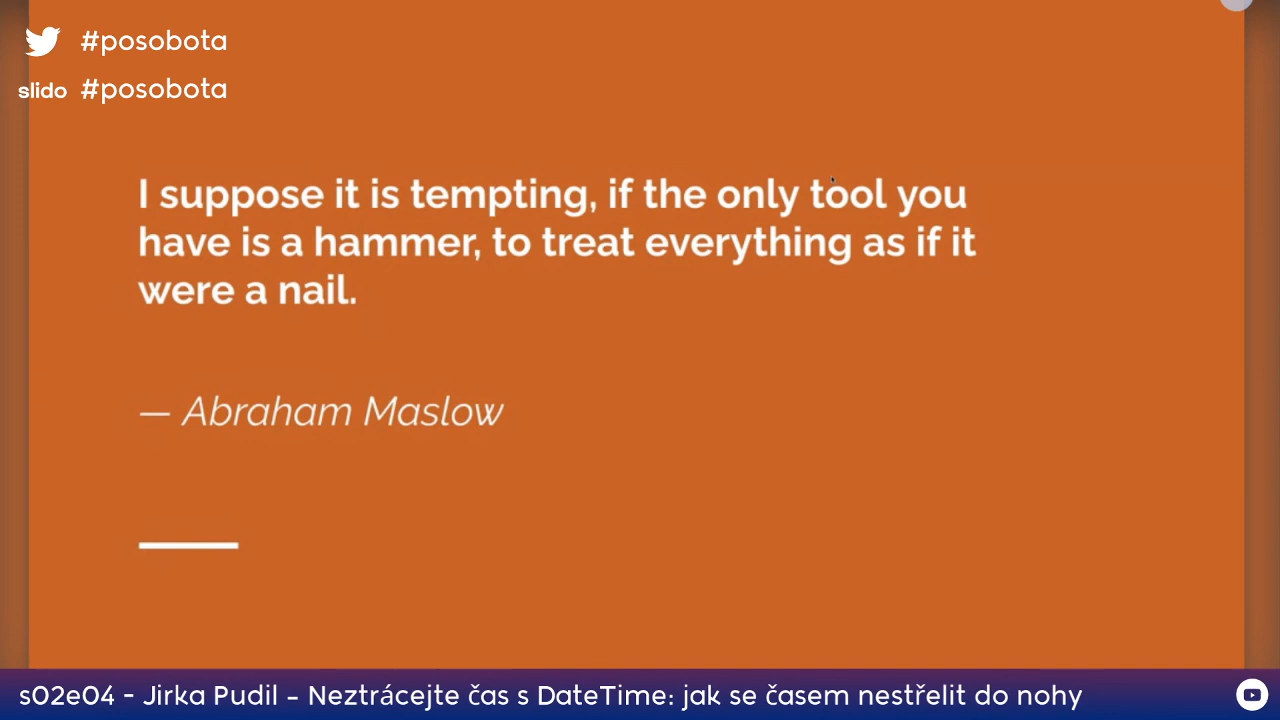 #posobota
slido #posobota
I suppose it is tempting, if the only tool you
have is a hammer, to treat everything as if it
were a nail.
— Abraham Maslow
s02e04 - Jirka Pudil – Neztrácejte čas s DateTime: jak se časem nestřelit do nohy